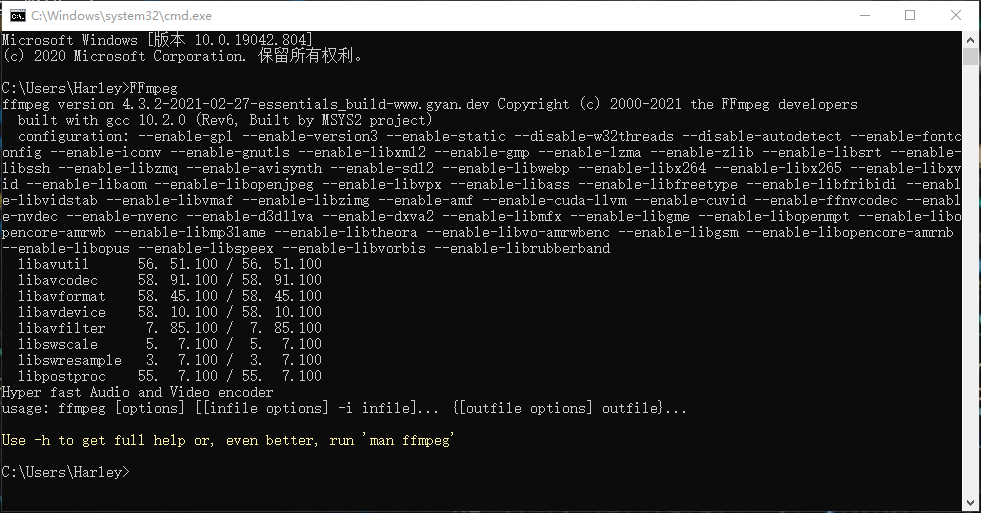 C:\Windows\system32\cmd.exe
Microsoft Windows [版本 10.0.19042.804]
(c) 2020 Microsoft Corporation. 保留所有权利。
C:\Users\Harley>FFmpeg
ffmpeg version 4.3.2-2021-02-27-essentials_build-www.gyan.dev Copyright (c) 2000-2021 the FFmpeg developers
built with gcc 10.2.0 (Rev6, Built by MSYS2 project)
configuration: --enable-gpl --enable-version3 --enable-static --disable-w32threads --disable-autodetect --enable-fontc
onfig --enable-iconv --enable-gnutls --enable-libxml2 --enable-gmp --enable-lzma --enable-zlib --enable-libsrt --enable-
libssh --enable-libzmq --enable-avisynth --enable-sdl2 --enable-libwebp --enable-libx264 --enable-libx265 --enable-libxv
id --enable-libaom --enable-libopenjpeg --enable-libvpx --enable-libass --enable-libfreetype --enable-libfribidi --enabl
e-libvidstab --enable-libvmaf --enable-libzimg --enable-amf --enable-cuda-llvm --enable-cuvid --enable-ffnvcodec --enabl
e-nvdec --enable-nvenc --enable-d3d11va --enable-dxva2 --enable-libmfx --enable-libgme --enable-libopenmpt --enable-libo
pencore-amrwb --enable-libmp3lame --enable-libtheora --enable-libvo-amrwbenc --enable-libgsm --enable-libopencore-amrnb
--enable-libopus --enable-libspeex --enable-libvorbis --enable-librubberband
libavutil 56. 51.100 / 56. 51.100
libavcodec 58. 91.100 / 58. 91.100
libavformat 58. 45.100 / 58. 45.100
libavdevice 58. 10.100 / 58. 10.100
libavfilter 7. 85.100 / 7. 85.100
libswscale 5. 7.100 / 5. 7.100
libswresample 3. 7.100 / 3. 7.100
libpostproc 55. 7.100 / 55. 7.100
Hyper fast Audio and Video encoder
usage: ffmpeg [options] [[infile options] -i infile]... {[outfile options] outfile}...
Use -h to get full help or, even better, run 'man ffmpeg'
C:\Users\Harley>